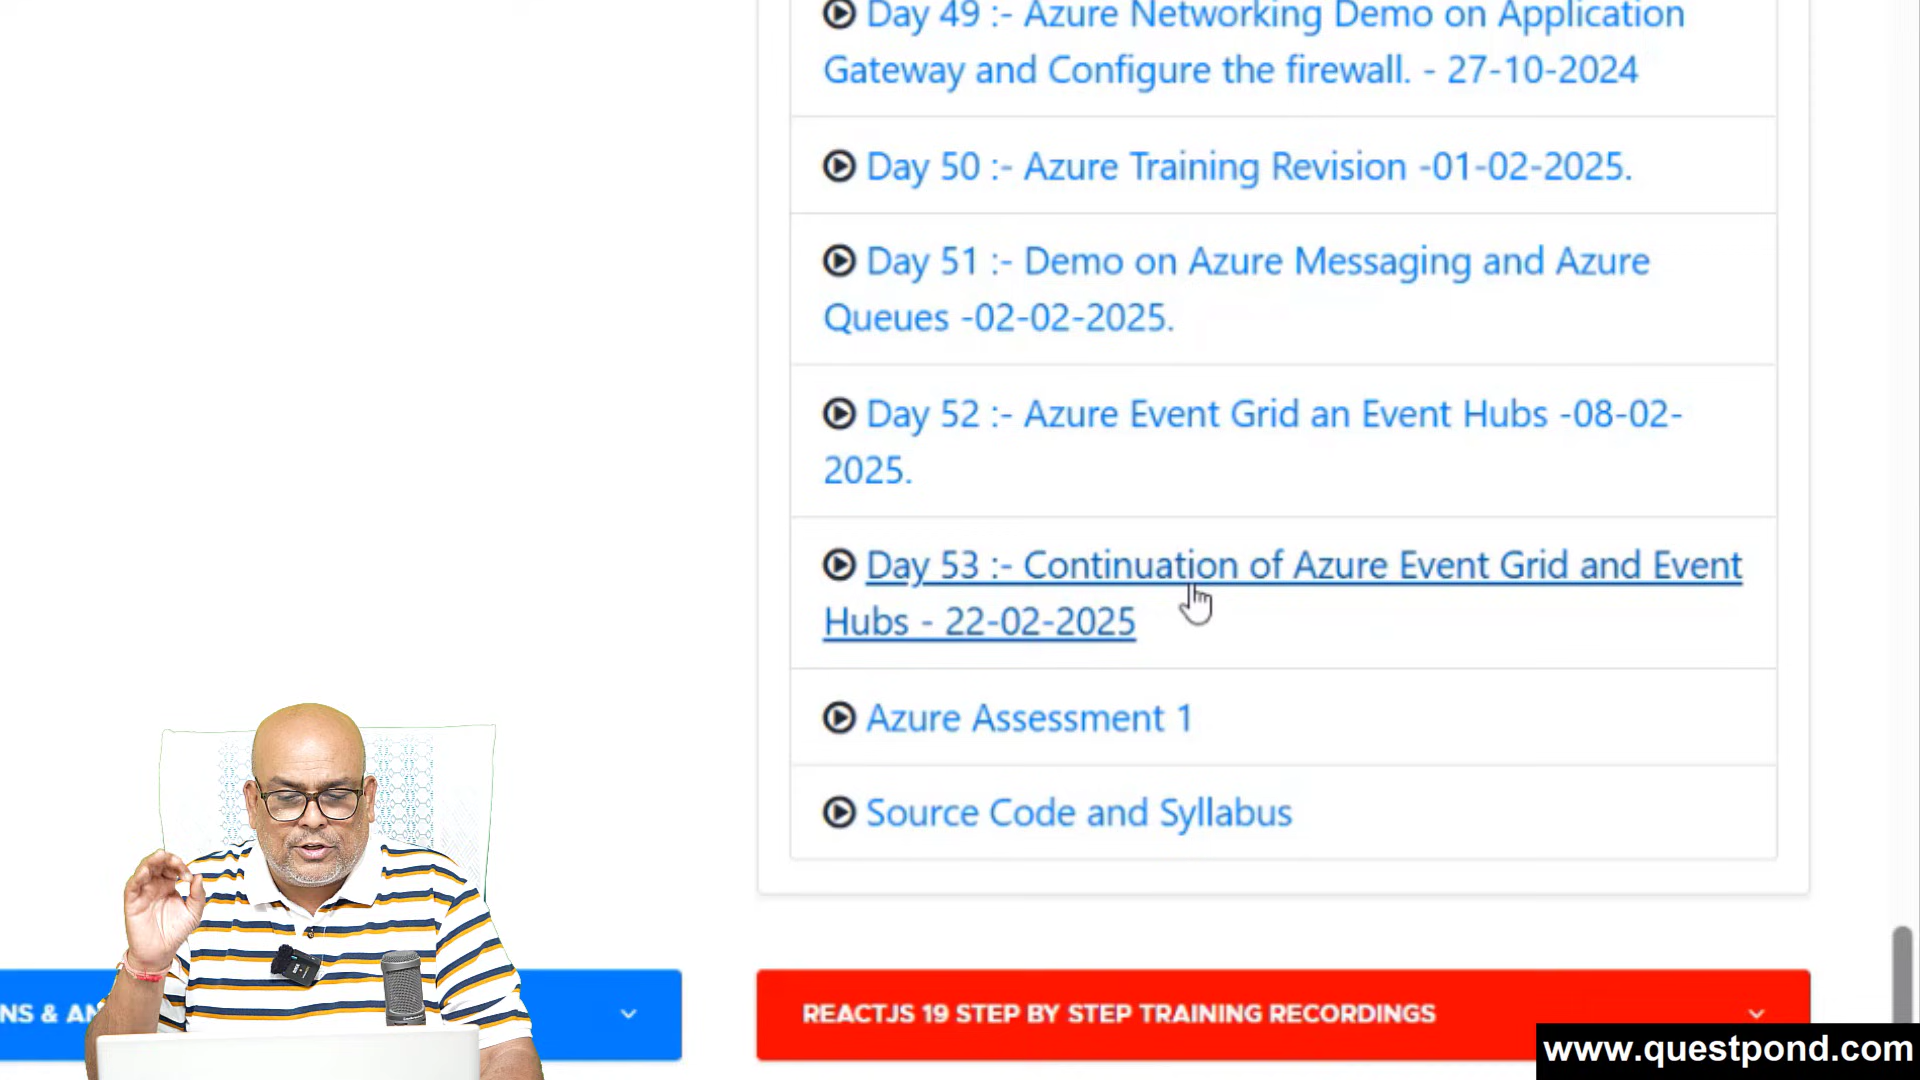 Day 49 :- Azure Networking Demo on Application
Gateway and Configure the firewall. - 27-10-2024
Day 50 :- Azure Training Revision -01-02-2025.
Day 51 :- Demo on Azure Messaging and Azure
Queues -02-02-2025.
Day 52 :- Azure Event Grid an Event Hubs -08-02-
2025.
Day 53 :- Continuation of Azure Event Grid and Event
Hubs - 22-02-2025
Azure Assessment 1
Source Code and Syllabus
NS & AN
REACTJS 19 STEP BY STEP TRAINING RECORDINGS
www.questpond.com